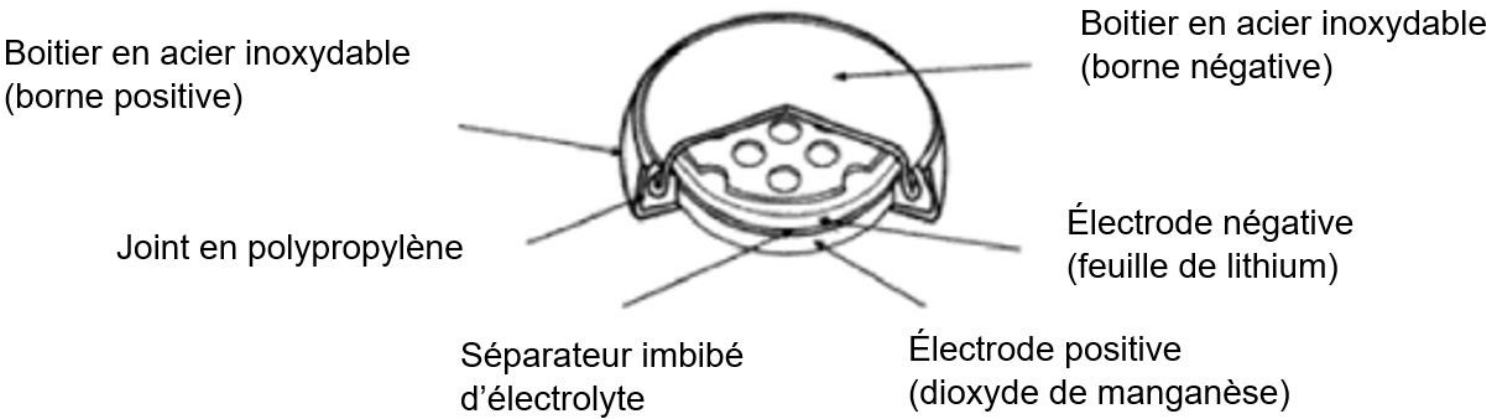 Boitier en acier inoxydable
(borne positive)
Boitier en acier inoxydable
(borne négative)
Joint en polypropylène
Électrode négative
(feuille de lithium)
Séparateur imbibé
d’électrolyte
Électrode positive
(dioxyde de manganèse)